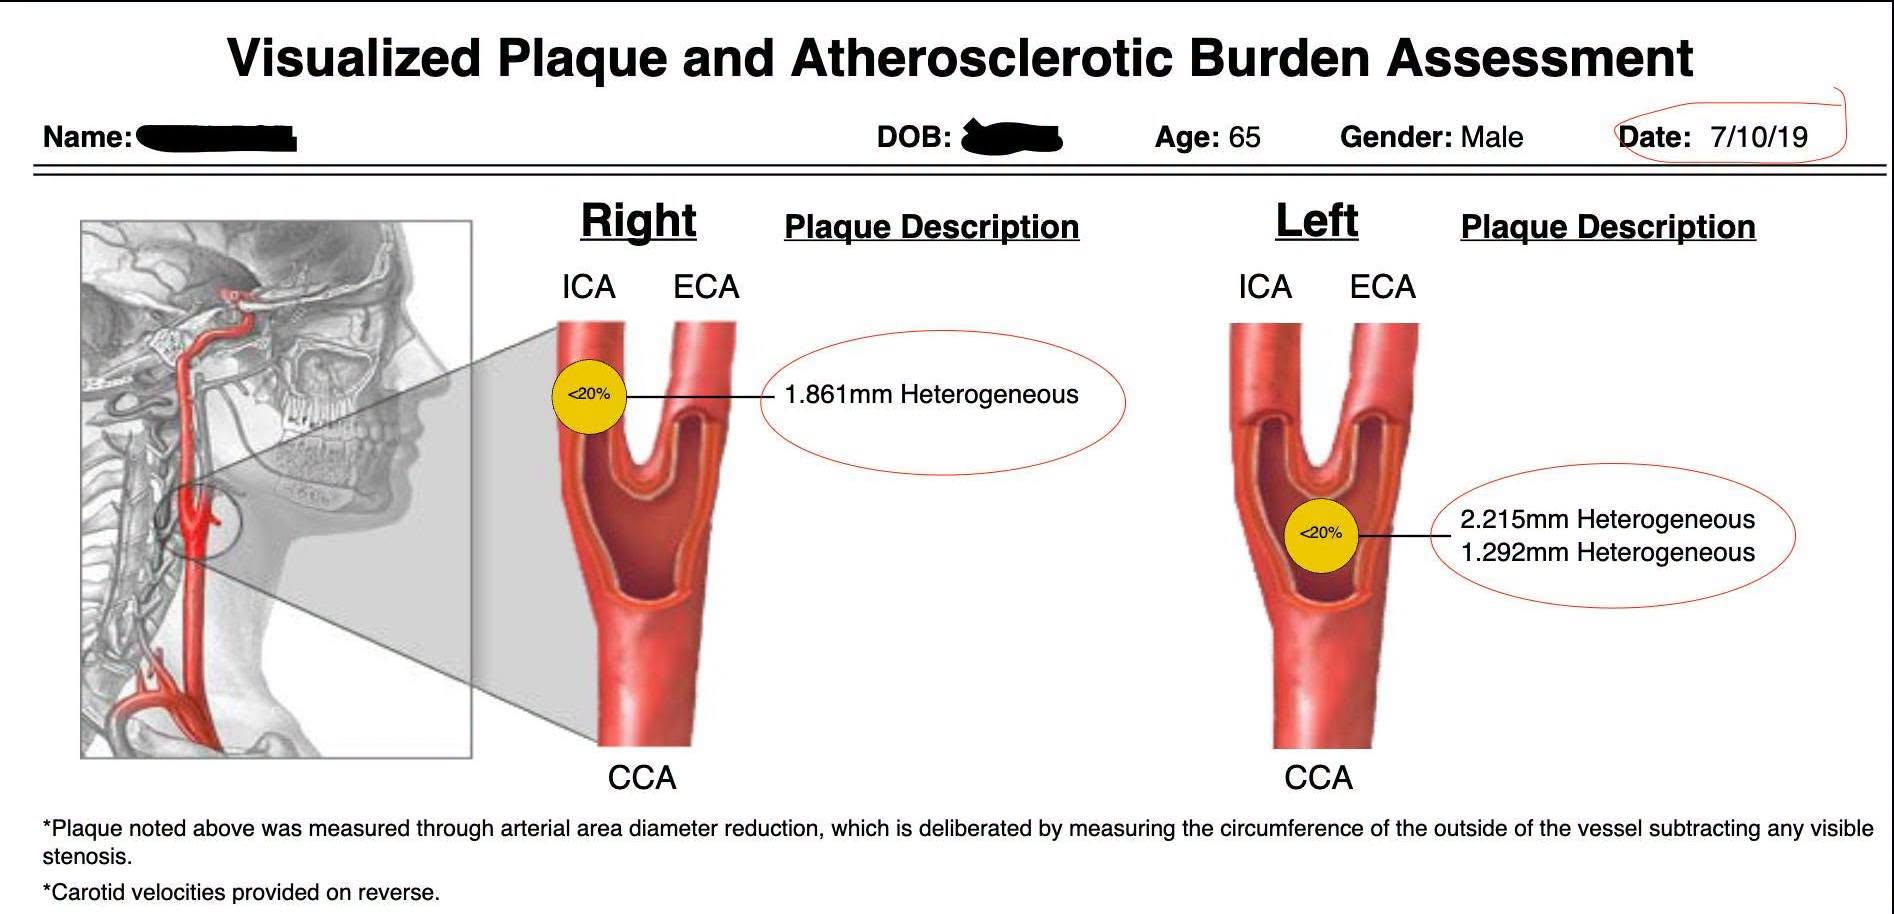 Visualized Plaque and Atherosclerotic Burden Assessment
Name: DOB: Age: 65 Gender: Male Date: 7/10/19
Right Plaque Description Left Plaque Description
ICA ECA ICA ECA
<20% 1.861mm Heterogeneous
<20% 2.215mm Heterogeneous
1.292mm Heterogeneous
CCA CCA
*Plaque noted above was measured through arterial area diameter reduction, which is deliberated by measuring the circumference of the outside of the vessel subtracting any visible
stenosis.
*Carotid velocities provided on reverse.